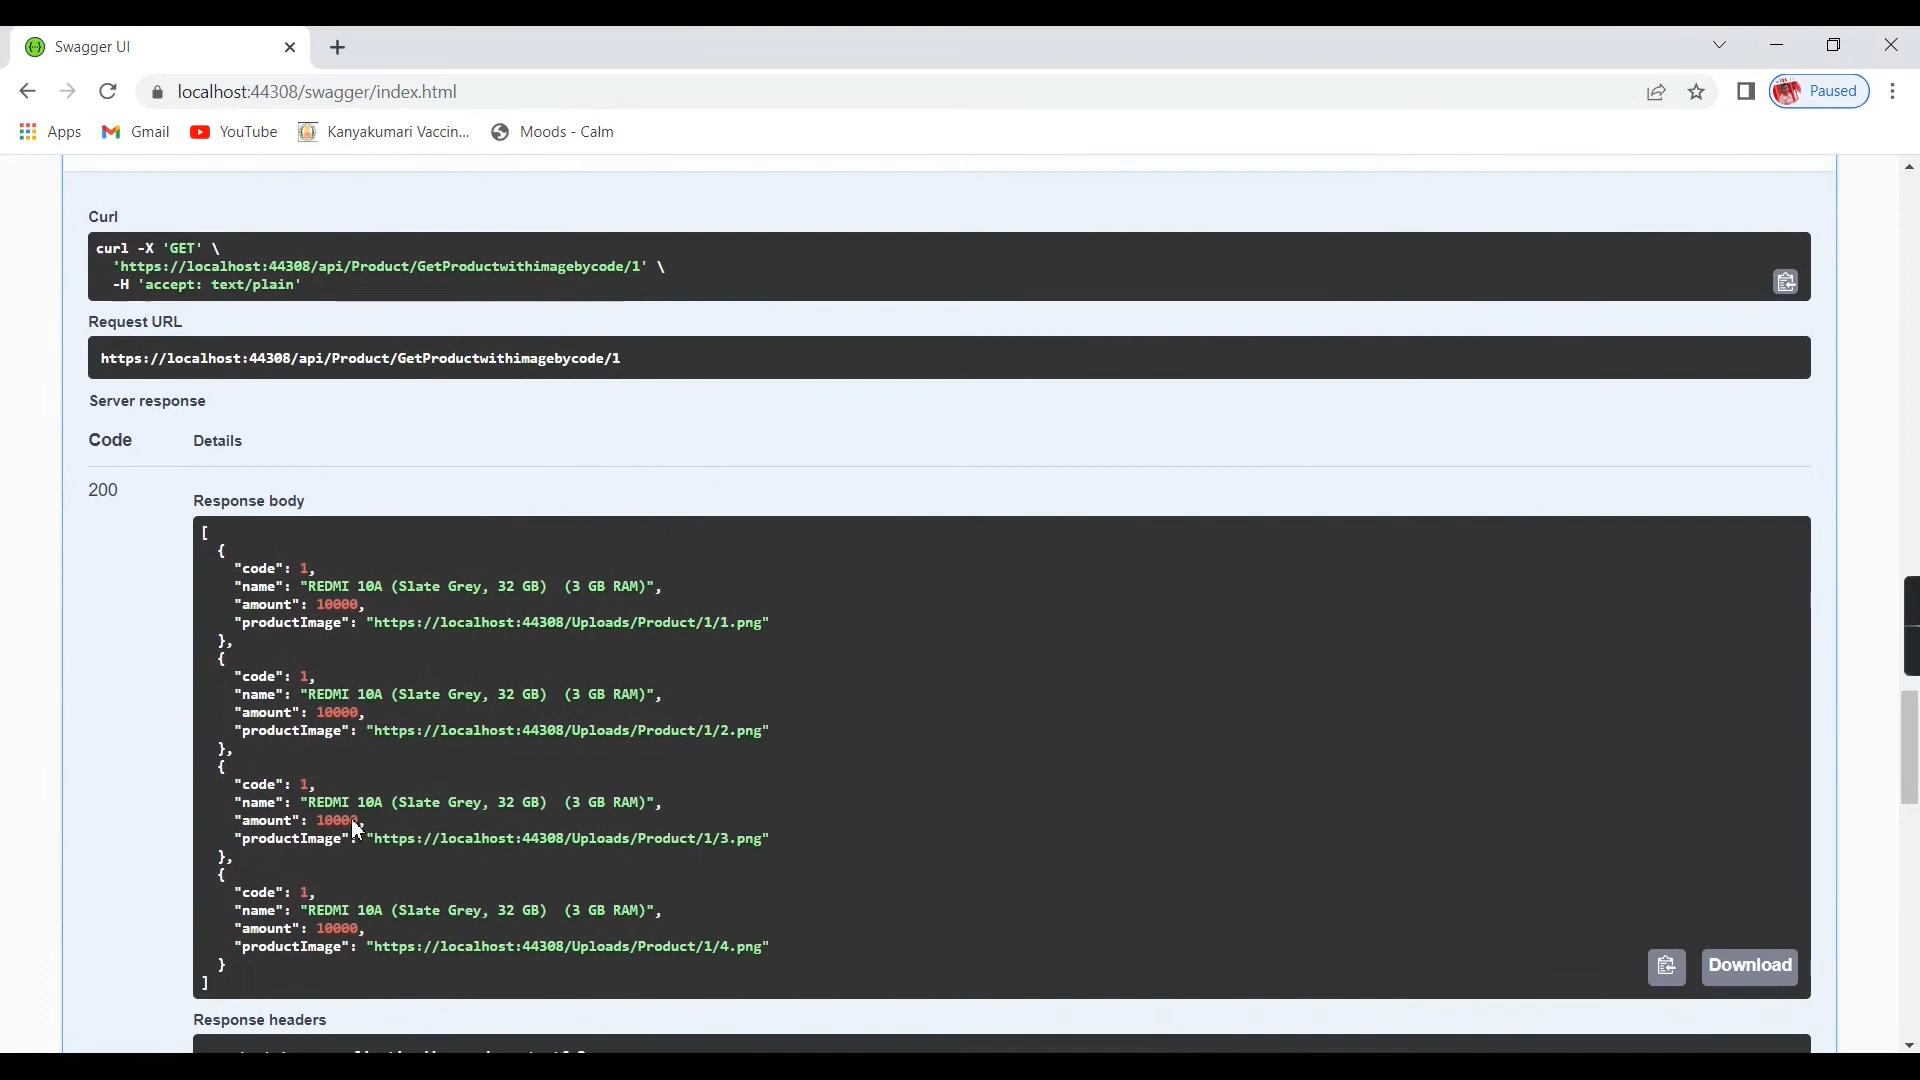 Swagger UI
localhost:44308/swagger/index.html
Paused
Apps
Gmail
YouTube
Kanyakumari Vaccin...
Moods - Calm
Curl
curl -X 'GET' \
'https://localhost:44308/api/Product/GetProductwithimagebycode/1' \
-H 'accept: text/plain'
Request URL
https://localhost:44308/api/Product/GetProductwithimagebycode/1
Server response
Code Details
200
Response body
[
{
"code": 1,
"name": "REDMI 10A (Slate Grey, 32 GB)  (3 GB RAM)",
"amount": 10000,
"productImage": "https://localhost:44308/Uploads/Product/1/1.png"
},
{
"code": 1,
"name": "REDMI 10A (Slate Grey, 32 GB)  (3 GB RAM)",
"amount": 10000,
"productImage": "https://localhost:44308/Uploads/Product/1/2.png"
},
{
"code": 1,
"name": "REDMI 10A (Slate Grey, 32 GB)  (3 GB RAM)",
"amount": 10000,
"productImage": "https://localhost:44308/Uploads/Product/1/3.png"
},
{
"code": 1,
"name": "REDMI 10A (Slate Grey, 32 GB)  (3 GB RAM)",
"amount": 10000,
"productImage": "https://localhost:44308/Uploads/Product/1/4.png"
}
]
Download
Response headers